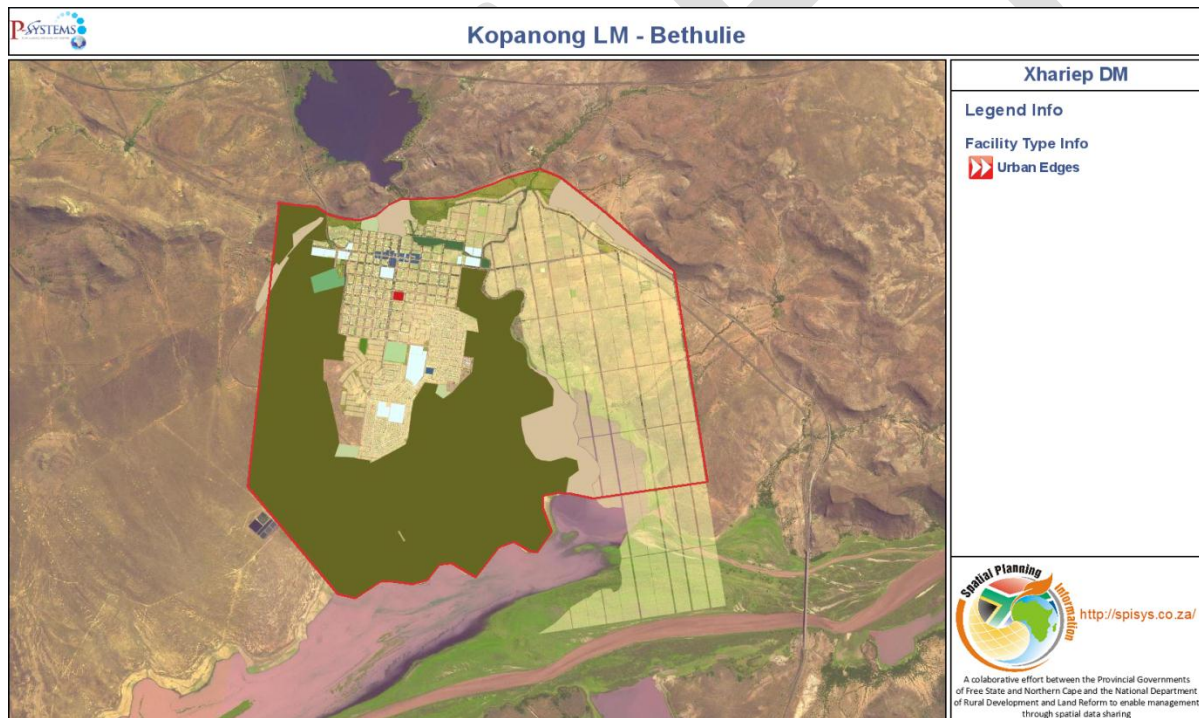 P-SYSTEMS
Kopanong LM - Bethulie
Xhariep DM
Legend Info
Facility Type Info
Urban Edges
Spatial Planning
Information
http://spisys.co.za/
A colaborative effort between the Provincial Governments
of Free State and Northern Cape and the National Department
of Rural Development and Land Reform to enable management
through spatial data sharing